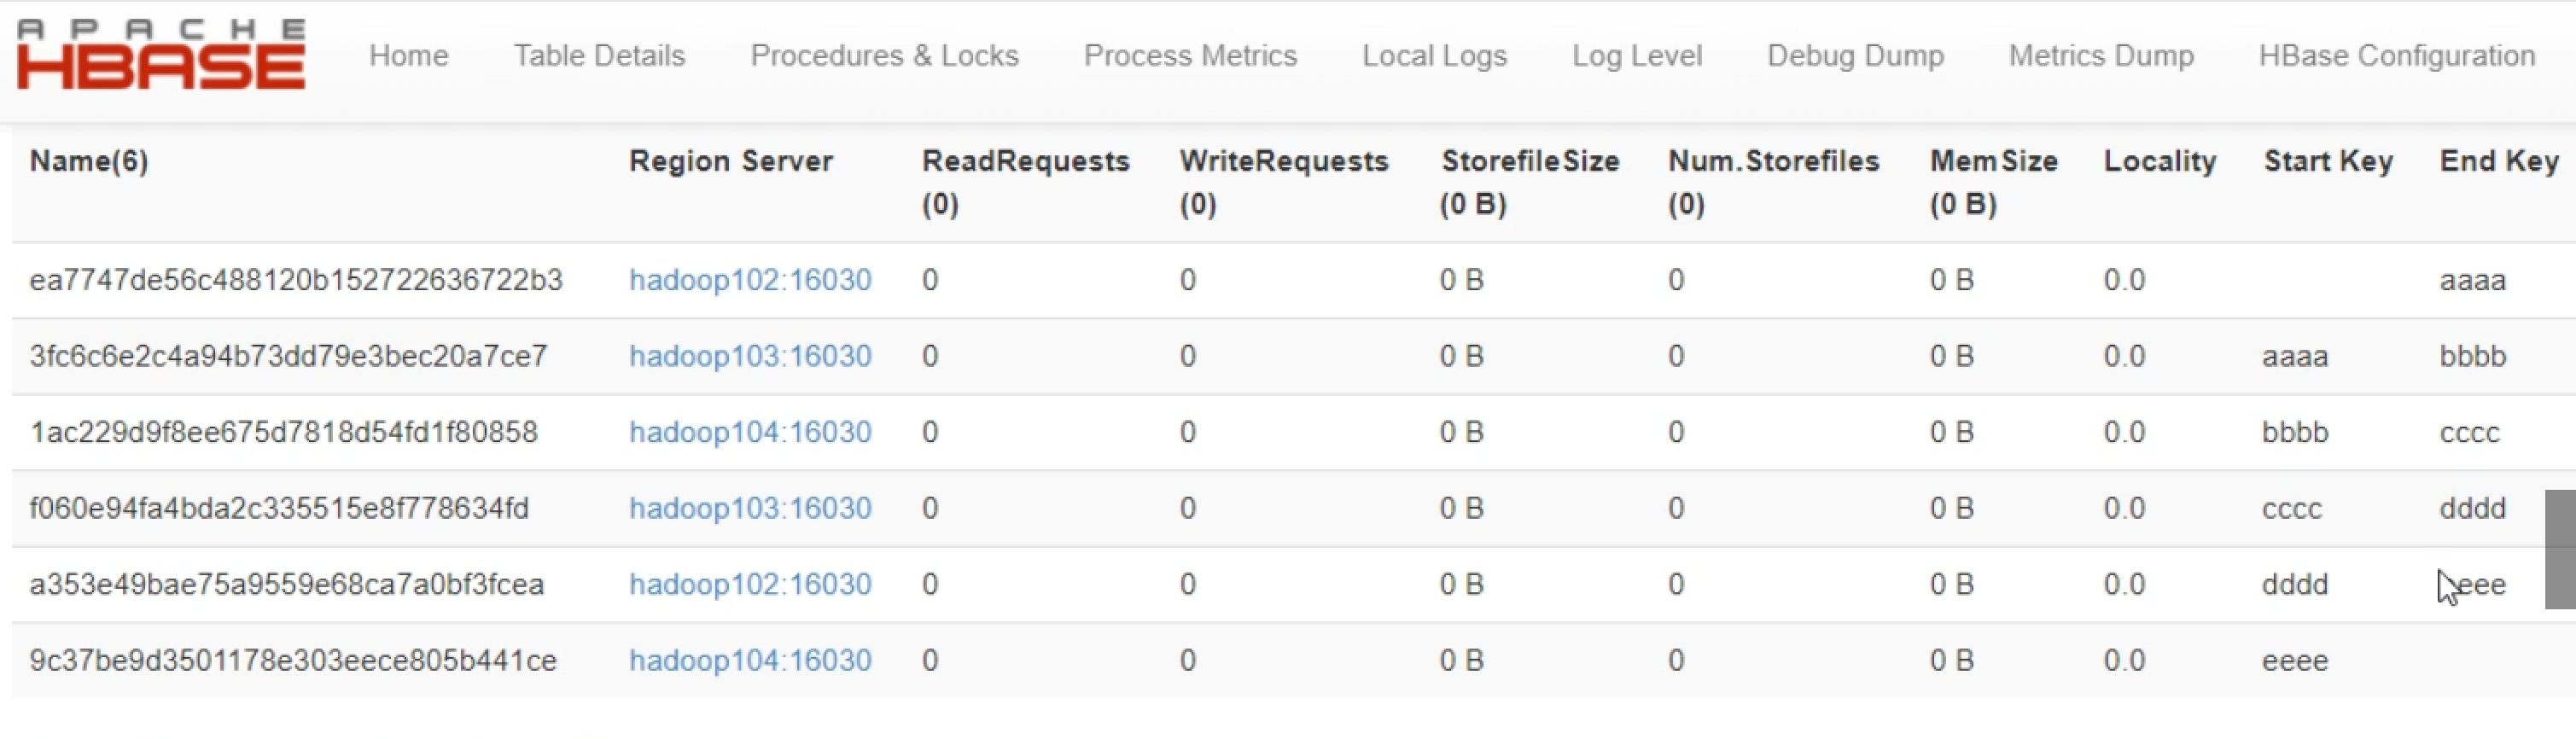 APACHE
HBASE
Home Table Details Procedures & Locks Process Metrics Local Logs Log Level Debug Dump Metrics Dump HBase Configuration
Name(6) Region Server ReadRequests WriteRequests StorefileSize Num.Storefiles MemSize Locality Start Key End Key
(0) (0) (0 B) (0) (0 B)
ea7747de56c488120b152722636722b3 hadoop102:16030 0 0 0 B 0 0 B 0.0 aaaa
3fc6c6e2c4a94b73dd79e3bec20a7ce7 hadoop103:16030 0 0 0 B 0 0 B 0.0 aaaa bbbb
1ac229d9f8ee675d7818d54fd1f80858 hadoop104:16030 0 0 0 B 0 0 B 0.0 bbbb cccc
f060e94fa4bda2c335515e8f778634fd hadoop103:16030 0 0 0 B 0 0 B 0.0 cccc dddd
a353e49bae75a9559e68ca7a0bf3fcea hadoop102:16030 0 0 0 B 0 0 B 0.0 dddd eeee
9c37be9d3501178e303eece805b441ce hadoop104:16030 0 0 0 B 0 0 B 0.0 eeee